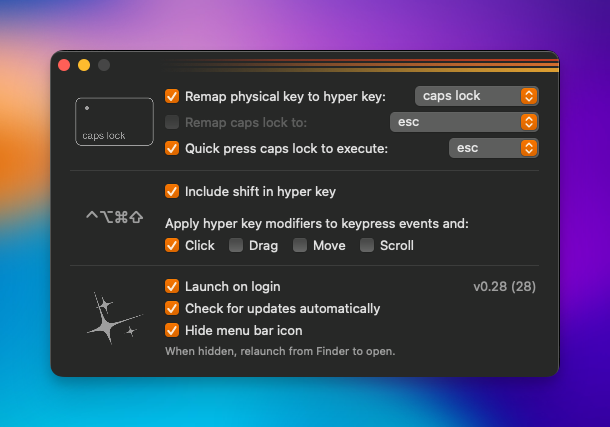 caps lock
Remap physical key to hyper key: caps lock
Remap caps lock to: esc
Quick press caps lock to execute: esc
⌃⌥⌘⇧
Include shift in hyper key
Apply hyper key modifiers to keypress events and:
Click Drag Move Scroll
Launch on login v0.28 (28)
Check for updates automatically
Hide menu bar icon
When hidden, relaunch from Finder to open.